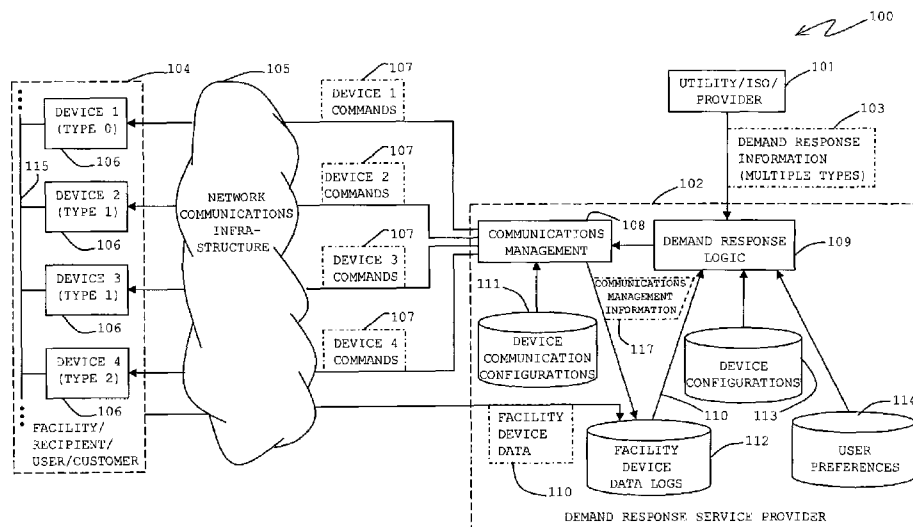 100
104
105
107
DEVICE 1
COMMANDS
UTILITY/ISO/
PROVIDER
101
DEVICE 1
(TYPE 0)
106
103
DEMAND RESPONSE
INFORMATION
(MULTIPLE TYPES)
115
107
DEVICE 2
COMMANDS
DEVICE 2
(TYPE 1)
106
NETWORK
COMMUNICATIONS
INFRA-
STRUCTURE
102
108
COMMUNICATIONS
MANAGEMENT
DEMAND RESPONSE
LOGIC
109
107
DEVICE 3
COMMANDS
DEVICE 3
(TYPE 1)
106
111
COMMUNICATIONS
MANAGEMENT
INFORMATION
117
107
DEVICE 4
COMMANDS
DEVICE
COMMUNICATION
CONFIGURATIONS
DEVICE
CONFIGURATIONS
DEVICE 4
(TYPE 2)
106
110
113
114
FACILITY/
RECIPIENT/
USER/CUSTOMER
FACILITY
DEVICE
DATA
110
FACILITY
DEVICE
DATA LOGS
112
USER
PREFERENCES
DEMAND RESPONSE SERVICE PROVIDER